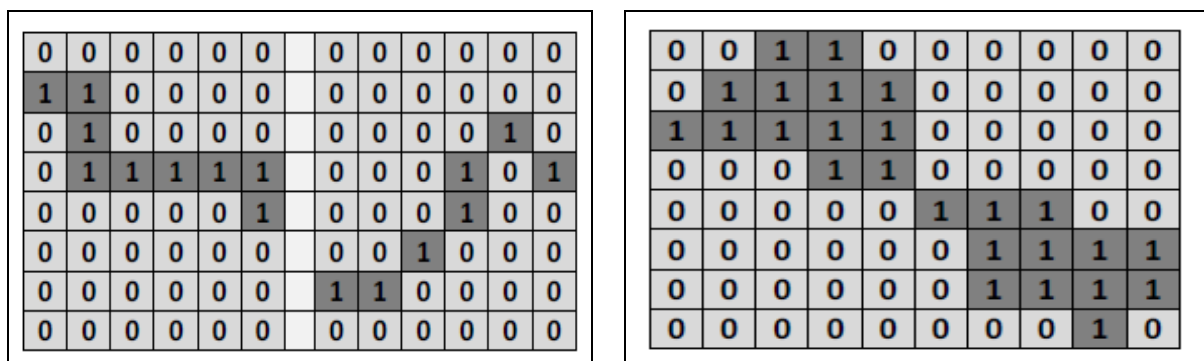 0 0 0 0 0 0 0 0 0 0 0 0
1 1 0 0 0 0 0 0 0 0 0 0
0 1 0 0 0 0 0 0 0 0 1 0
0 1 1 1 1 1 0 0 0 1 0 1
0 0 0 0 0 1 0 0 0 1 0 0
0 0 0 0 0 0 0 0 1 0 0 0
0 0 0 0 0 0 1 1 0 0 0 0
0 0 0 0 0 0 0 0 0 0 0 0
0 0 1 1 0 0 0 0 0 0
0 1 1 1 1 0 0 0 0 0
1 1 1 1 1 0 0 0 0 0
0 0 0 1 1 0 0 0 0 0
0 0 0 0 0 1 1 1 0 0
0 0 0 0 0 0 1 1 1 1
0 0 0 0 0 0 1 1 1 1
0 0 0 0 0 0 0 0 1 0